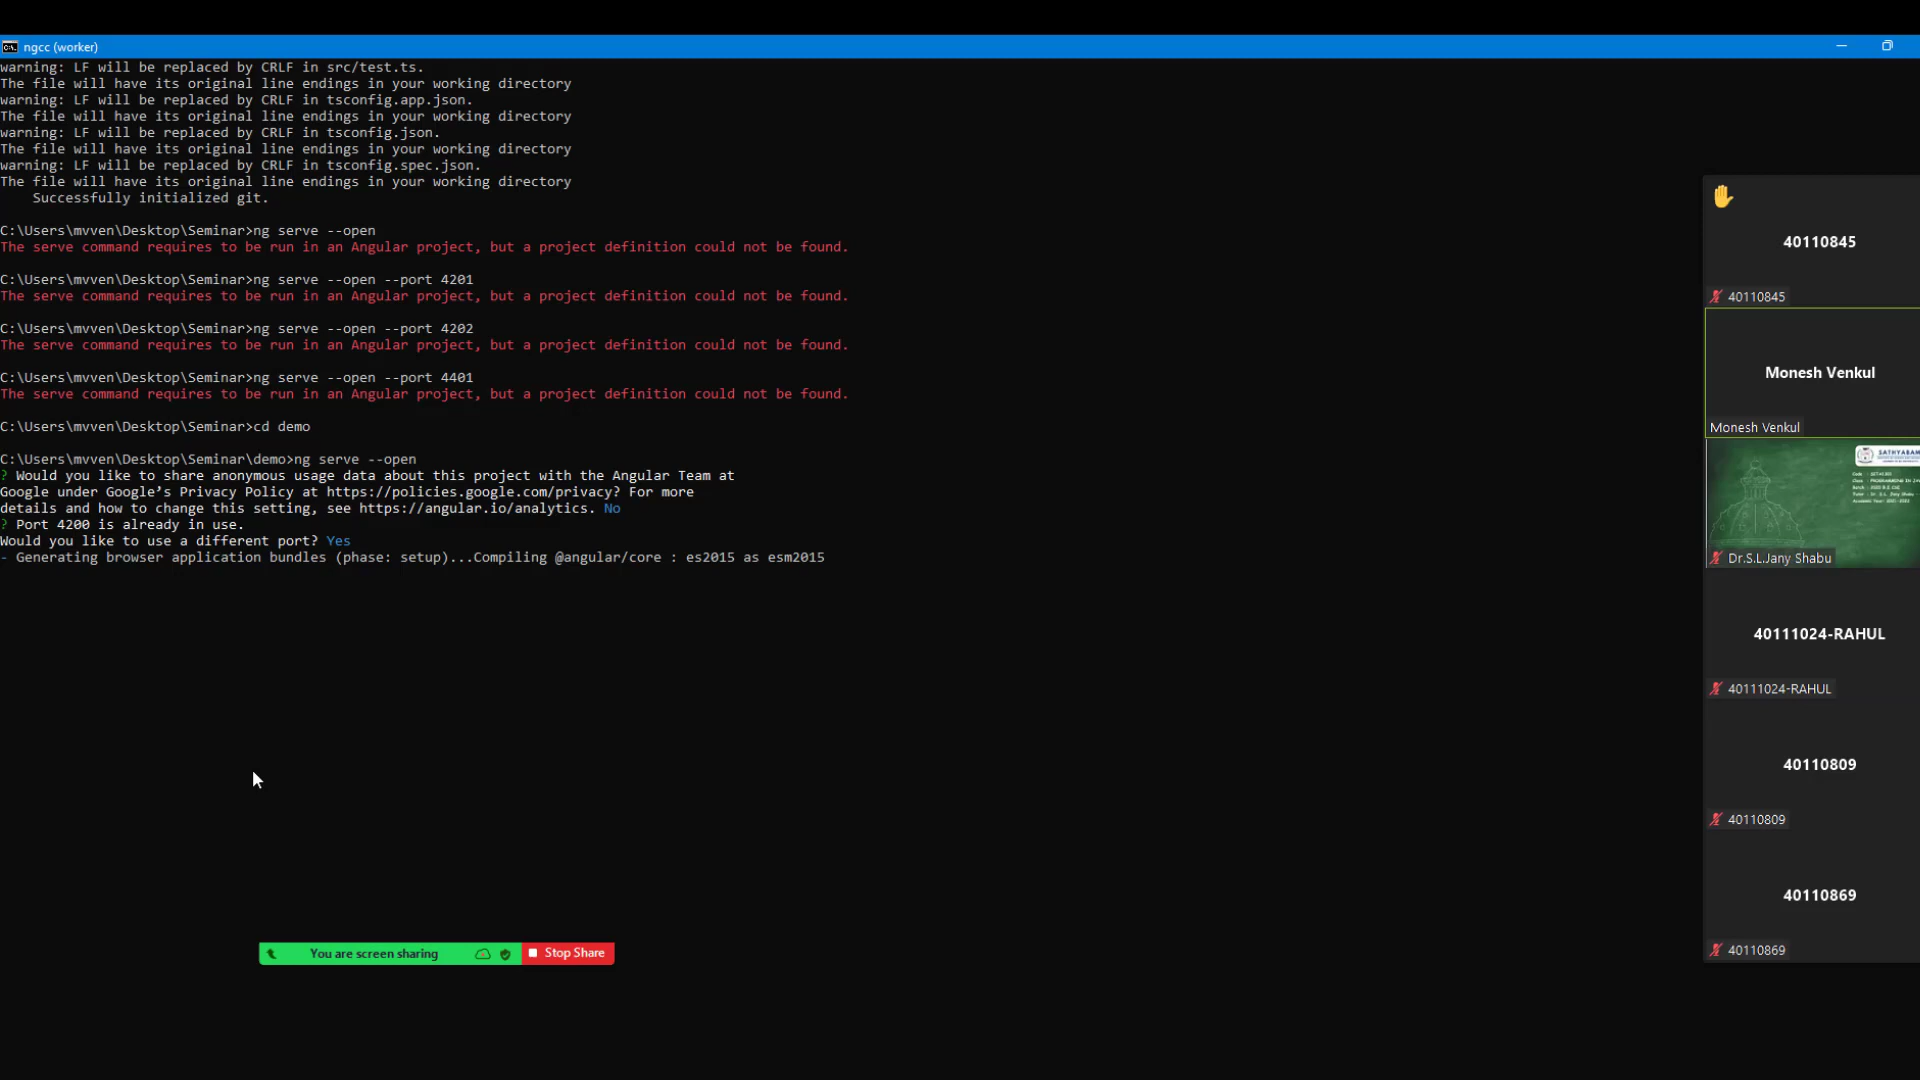 ngcc (worker)
warning: LF will be replaced by CRLF in src/test.ts.
The file will have its original line endings in your working directory
warning: LF will be replaced by CRLF in tsconfig.app.json.
The file will have its original line endings in your working directory
warning: LF will be replaced by CRLF in tsconfig.json.
The file will have its original line endings in your working directory
warning: LF will be replaced by CRLF in tsconfig.spec.json.
The file will have its original line endings in your working directory
Successfully initialized git.
C:\Users\mvven\Desktop\Seminar>ng serve --open
The serve command requires to be run in an Angular project, but a project definition could not be found.
C:\Users\mvven\Desktop\Seminar>ng serve --open --port 4201
The serve command requires to be run in an Angular project, but a project definition could not be found.
C:\Users\mvven\Desktop\Seminar>ng serve --open --port 4202
The serve command requires to be run in an Angular project, but a project definition could not be found.
C:\Users\mvven\Desktop\Seminar>ng serve --open --port 4401
The serve command requires to be run in an Angular project, but a project definition could not be found.
C:\Users\mvven\Desktop\Seminar>cd demo
C:\Users\mvven\Desktop\Seminar\demo>ng serve --open
? Would you like to share anonymous usage data about this project with the Angular Team at
Google under Google’s Privacy Policy at https://policies.google.com/privacy? For more
details and how to change this setting, see https://angular.io/analytics. No
? Port 4200 is already in use.
Would you like to use a different port? Yes
- Generating browser application bundles (phase: setup)...Compiling @angular/core : es2015 as esm2015
40110845
40110845
Monesh Venkul
Monesh Venkul
SATHYABAM
Dr.S.L.Jany Shabu
40111024-RAHUL
40111024-RAHUL
40110809
40110809
40110869
40110869
You are screen sharing
Stop Share